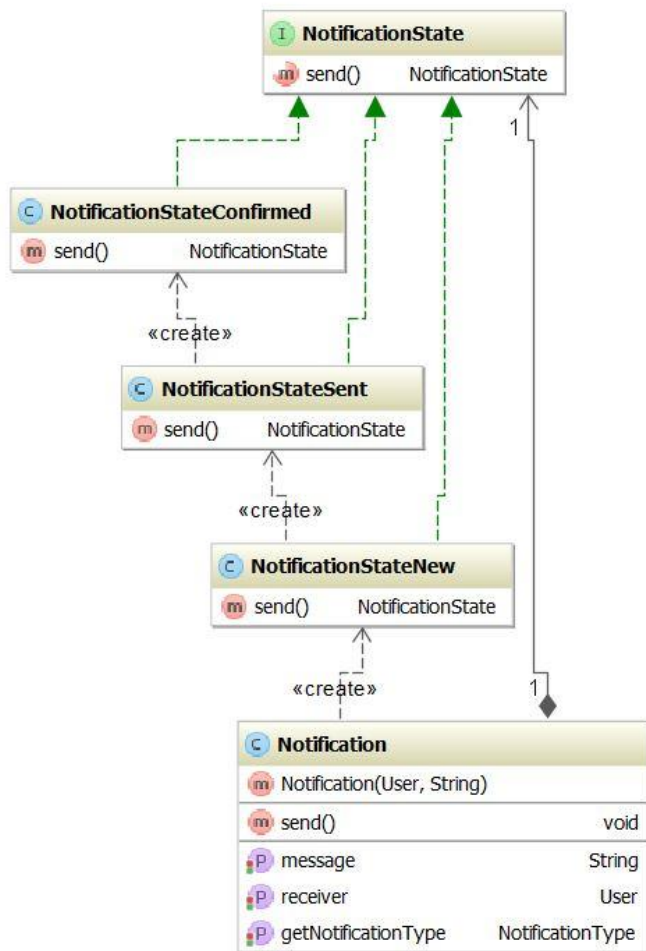 I NotificationState
m send() NotificationState
1
C NotificationStateConfirmed
m send() NotificationState
«create»
C NotificationStateSent
m send() NotificationState
«create»
C NotificationStateNew
m send() NotificationState
«create»
1
C Notification
m Notification(User, String)
m send() void
P message String
P receiver User
P getNotificationType NotificationType